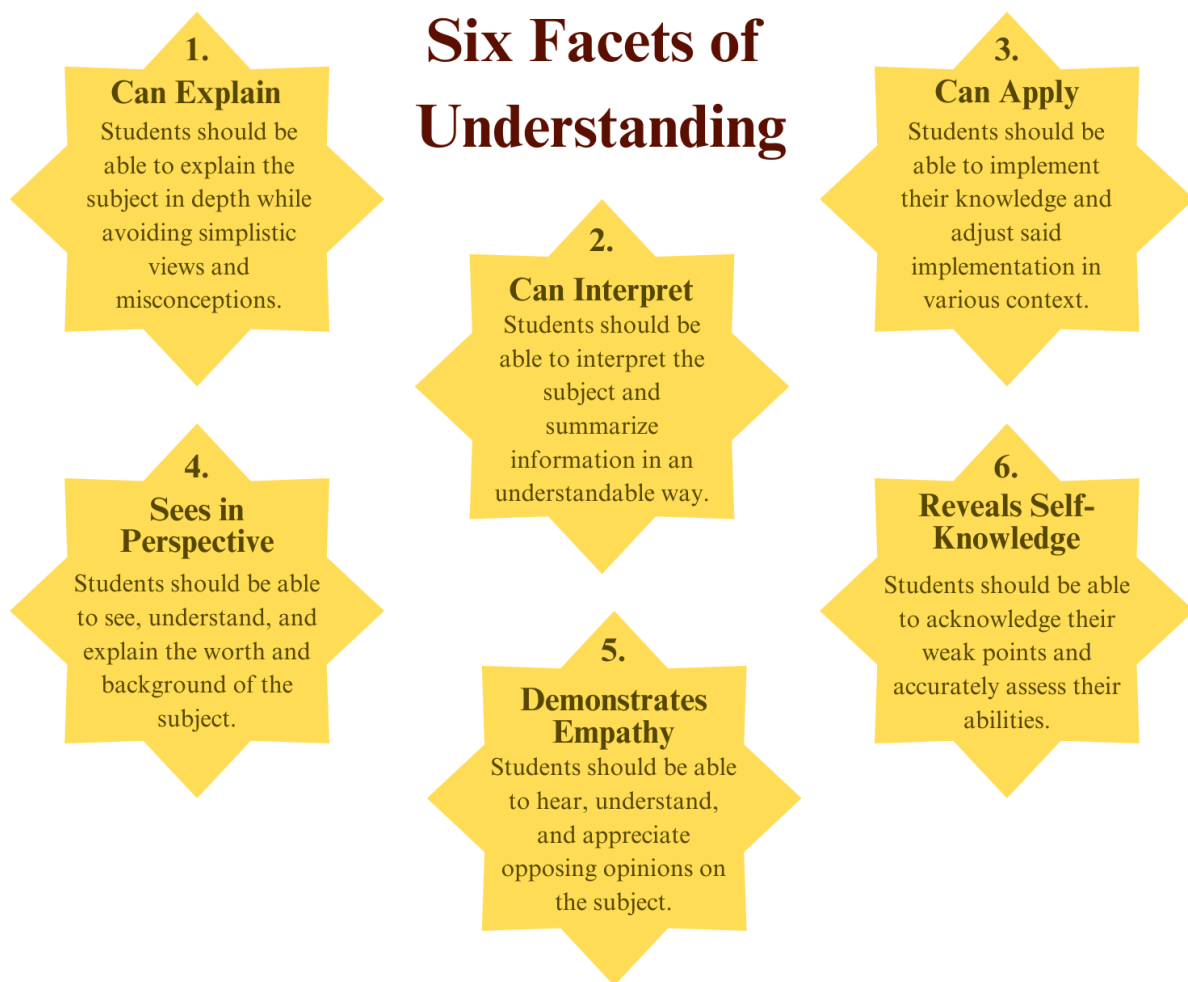 Six Facets of
Understanding
1.
Can Explain
Students should be
able to explain the
subject in depth while
avoiding simplistic
views and
misconceptions.
2.
Can Interpret
Students should be
able to interpret the
subject and
summarize
information in an
understandable way.
3.
Can Apply
Students should be
able to implement
their knowledge and
adjust said
implementation in
various context.
4.
Sees in
Perspective
Students should be able
to see, understand, and
explain the worth and
background of the
subject.
5.
Demonstrates
Empathy
Students should be able
to hear, understand,
and appreciate
opposing opinions on
the subject.
6.
Reveals Self-
Knowledge
Students should be able
to acknowledge their
weak points and
accurately assess their
abilities.